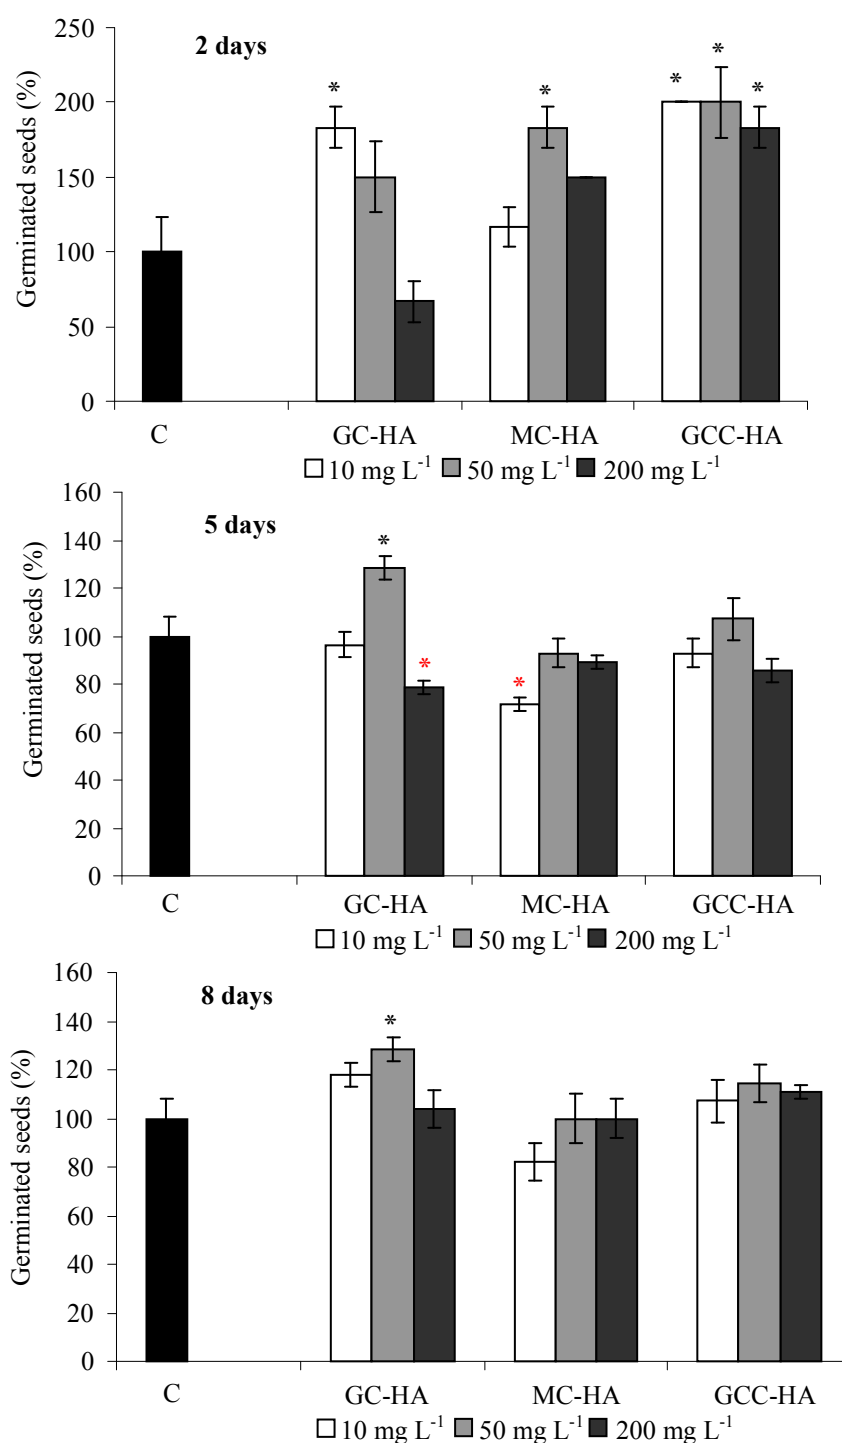 250
2 days
200
150
100
50
0
Germinated seeds (%)
*
*
*
*
*
C GC-HA MC-HA GCC-HA
10 mg L-1 50 mg L-1 200 mg L-1
160
5 days
140
120
100
80
60
40
20
0
Germinated seeds (%)
*
*
*
C GC-HA MC-HA GCC-HA
10 mg L-1 50 mg L-1 200 mg L-1
160
8 days
140
120
100
80
60
40
20
0
Germinated seeds (%)
*
C GC-HA MC-HA GCC-HA
10 mg L-1 50 mg L-1 200 mg L-1